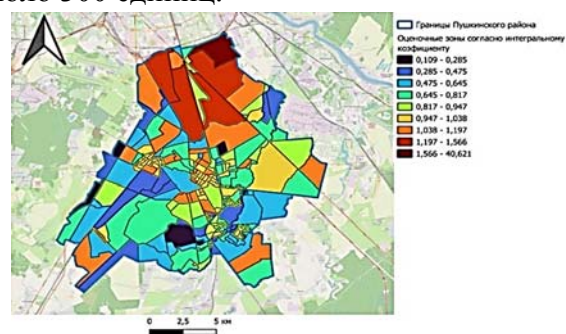 Границы Пушкинского района
Оценочные зоны согласно интегральному
коэфициенту
0,109 - 0,285
0,285 - 0,475
0,475 - 0,645
0,645 - 0,817
0,817 - 0,947
0,947 - 1,038
1,038 - 1,197
1,197 - 1,566
1,566 - 40,621
0 2,5 5 км